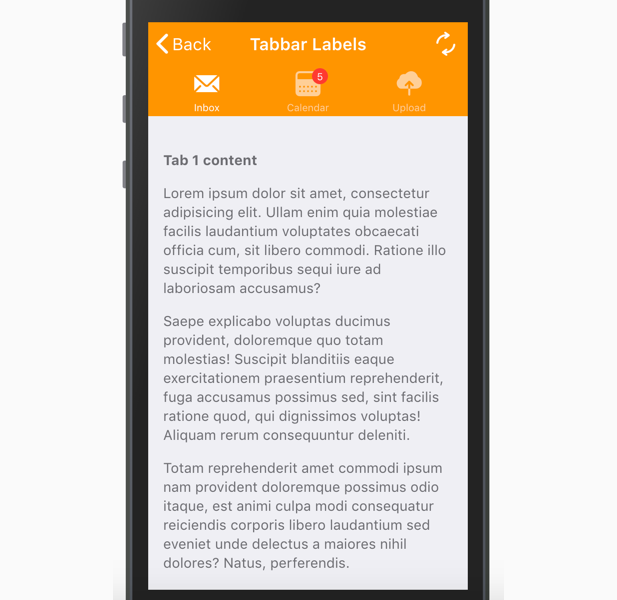 Back
Tabbar Labels
5
Inbox
Calendar
Upload
Tab 1 content
Lorem ipsum dolor sit amet, consectetur
adipisicing elit. Ullam enim quia molestiae
facilis laudantium voluptates obcaecati
officia cum, sit libero commodi. Ratione illo
suscipit temporibus sequi iure ad
laboriosam accusamus?
Saepe explicabo voluptas ducimus
provident, doloremque quo totam
molestias! Suscipit blanditiis eaque
exercitationem praesentium reprehenderit,
fuga accusamus possimus sed, sint facilis
ratione quod, qui dignissimos voluptas!
Aliquam rerum consequuntur deleniti.
Totam reprehenderit amet commodi ipsum
nam provident doloremque possimus odio
itaque, est animi culpa modi consequatur
reiciendis corporis libero laudantium sed
eveniet unde delectus a maiores nihil
dolores? Natus, perferendis.